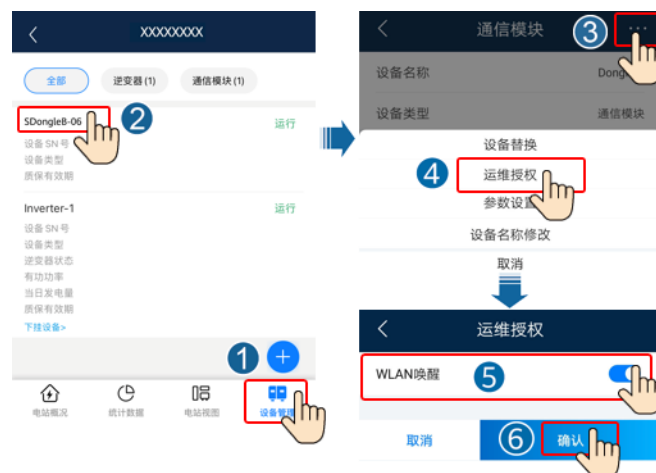 XXXXXXXX
全部
逆变器 (1)
通信模块 (1)
SDongleB-06
2
运行
设备 SN 号
设备类型
质保有效期
Inverter-1
运行
设备 SN 号
设备类型
逆变器状态
有功功率
当日发电量
质保有效期
下挂设备>
1
电站概况
统计数据
电站视图
设备管理
通信模块
3
设备名称
设备类型
通信模块
设备替换
4
运维授权
参数设置
设备名称修改
取消
运维授权
WLAN唤醒
5
取消
6
确认